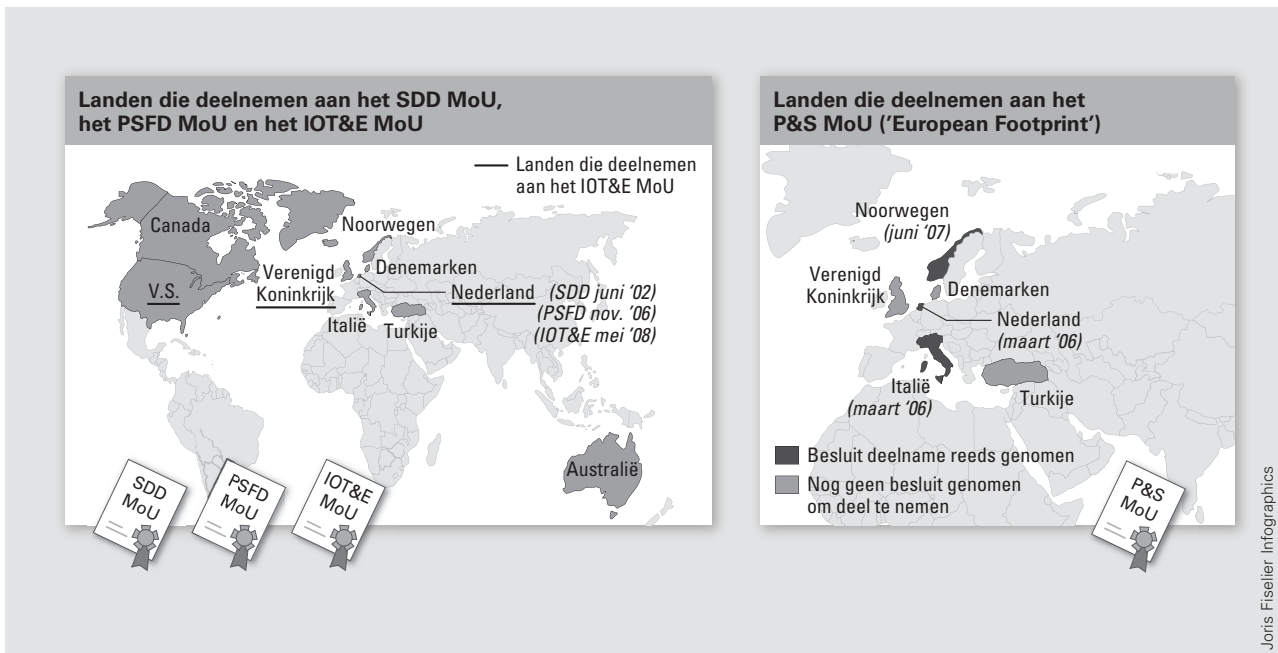 Landen die deelnemen aan het SDD MoU,
het PSFD MoU en het IOT&E MoU
Landen die deelnemen
aan het IOT&E MoU
Canada
V.S.
Noorwegen
Denemarken
Verenigd
Koninkrijk
Nederland (SDD juni ‘02)
(PSFD nov. ‘06)
(IOT&E mei ‘08)
Italië
Turkije
Australië
SDD
MoU
PSFD
MoU
IOT&E
MoU
Landen die deelnemen aan het
P&S MoU (’European Footprint’)
Noorwegen
(juni ‘07)
Verenigd
Koninkrijk
Denemarken
Nederland
(maart ‘06)
Italië
(maart ‘06)
Turkije
Besluit deelname reeds genomen
Nog geen besluit genomen
om deel te nemen
P&S
MoU
Joris Fiselier Infographics